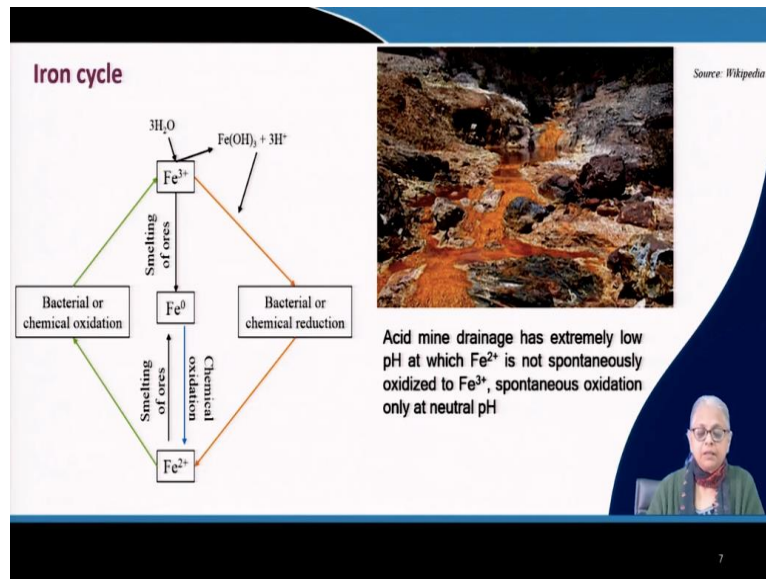 Iron cycle
Source: Wikipedia
3H₂O
Fe(OH)₃ + 3H⁺
Fe³⁺
Smelting
of ores
Bacterial or
chemical oxidation
Fe⁰
Bacterial or
chemical reduction
Smelting
of ores
Chemical
oxidation
Fe²⁺
Acid mine drainage has extremely low
pH at which Fe²⁺ is not spontaneously
oxidized to Fe³⁺, spontaneous oxidation
only at neutral pH
7